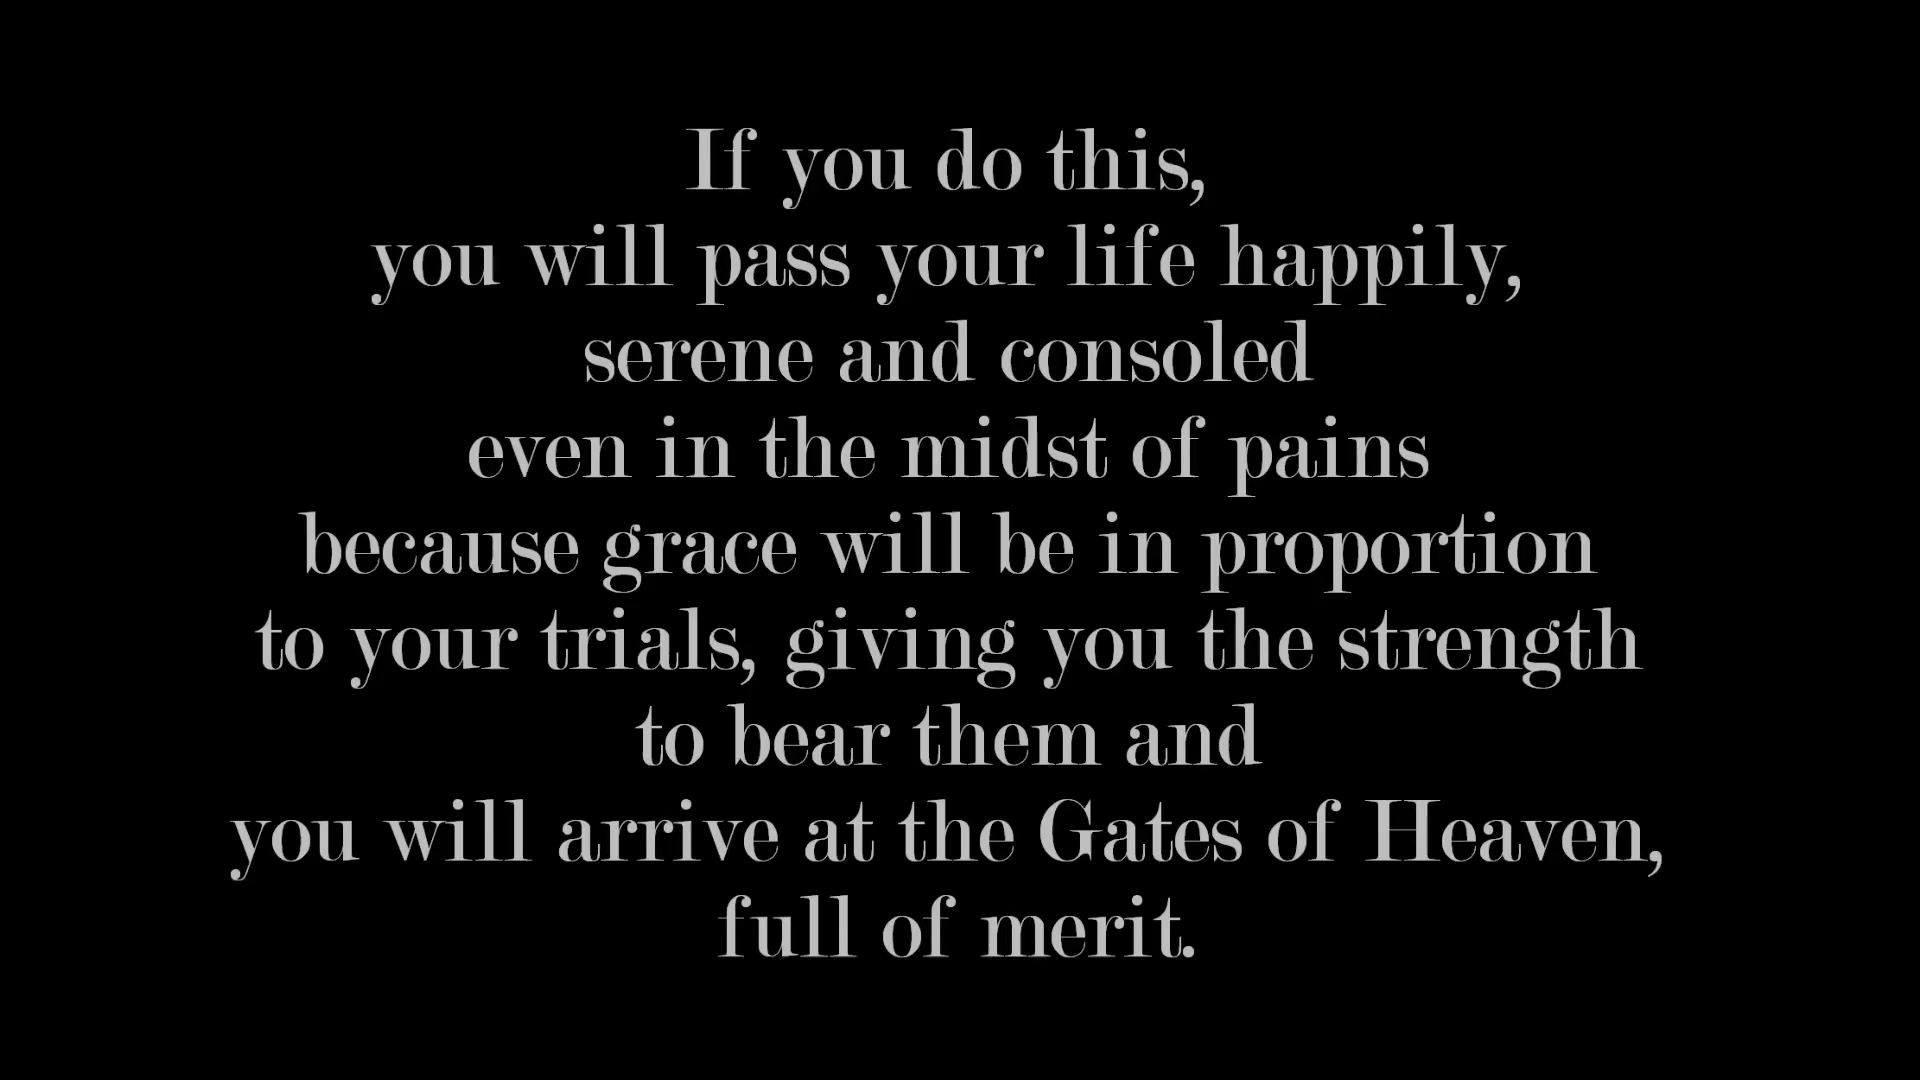 If you do this,
you will pass your life happily,
serene and consoled
even in the midst of pains
because grace will be in proportion
to your trials, giving you the strength
to bear them and
you will arrive at the Gates of Heaven,
full of merit.